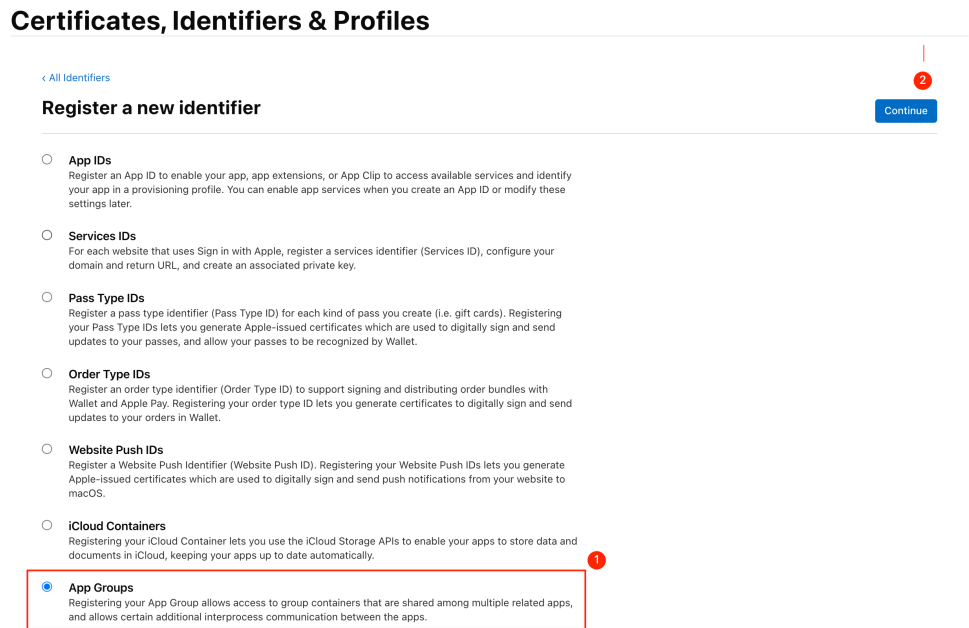 Certificates, Identifiers & Profiles
‹ All Identifiers
2
Register a new identifier
Continue
App IDs
Register an App ID to enable your app, app extensions, or App Clip to access available services and identify
your app in a provisioning profile. You can enable app services when you create an App ID or modify these
settings later.
Services IDs
For each website that uses Sign in with Apple, register a services identifier (Services ID), configure your
domain and return URL, and create an associated private key.
Pass Type IDs
Register a pass type identifier (Pass Type ID) for each kind of pass you create (i.e. gift cards). Registering
your Pass Type IDs lets you generate Apple-issued certificates which are used to digitally sign and send
updates to your passes, and allow your passes to be recognized by Wallet.
Order Type IDs
Register an order type identifier (Order Type ID) to support signing and distributing order bundles with
Wallet and Apple Pay. Registering your order type ID lets you generate certificates to digitally sign and send
updates to your orders in Wallet.
Website Push IDs
Register a Website Push Identifier (Website Push ID). Registering your Website Push IDs lets you generate
Apple-issued certificates which are used to digitally sign and send push notifications from your website to
macOS.
iCloud Containers
Registering your iCloud Container lets you use the iCloud Storage APIs to enable your apps to store data and
documents in iCloud, keeping your apps up to date automatically.
1
App Groups
Registering your App Group allows access to group containers that are shared among multiple related apps,
and allows certain additional interprocess communication between the apps.